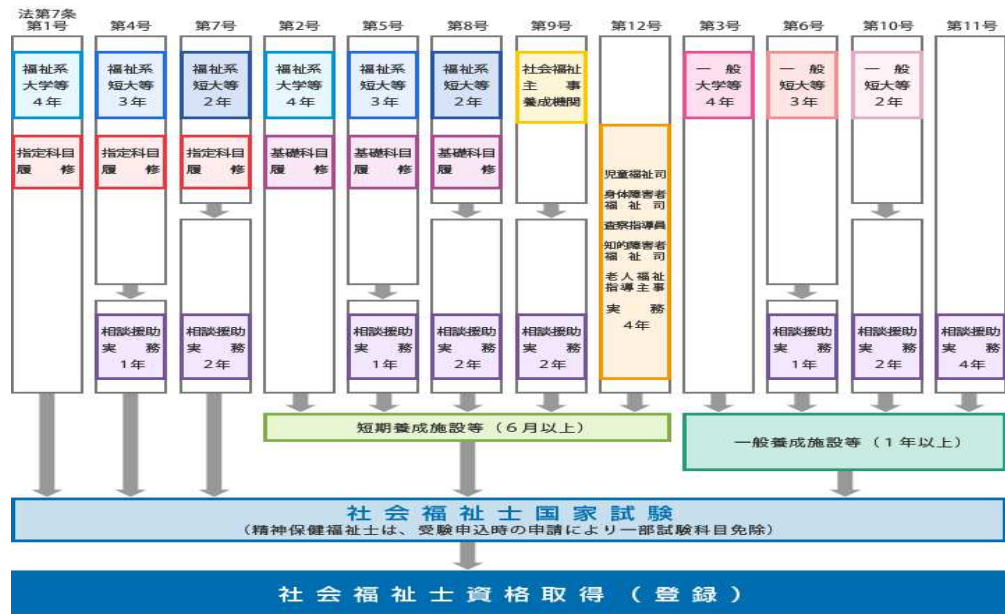 法第7条
第1号
第4号
第7号
第2号
第5号
第8号
第9号
第12号
第3号
第6号
第10号
第11号
福祉系
大学等
4年
福祉系
短大等
3年
福祉系
短大等
2年
福祉系
大学等
4年
福祉系
短大等
3年
福祉系
短大等
2年
社会福祉
主事
養成機関
一般
大学等
4年
一般
短大等
3年
一般
短大等
2年
指定科目
履修
指定科目
履修
指定科目
履修
基礎科目
履修
基礎科目
履修
基礎科目
履修
児童福祉司
身体障害者
福祉司
査察指導員
知的障害者
福祉司
老人福祉
指導主事
実務
4年
相談援助
実務
1年
相談援助
実務
2年
相談援助
実務
1年
相談援助
実務
2年
相談援助
実務
2年
相談援助
実務
1年
相談援助
実務
2年
相談援助
実務
4年
短期養成施設等(6月以上)
一般養成施設等(1年以上)
社会福祉士国家試験
(精神保健福祉士は、受験申込時の申請により一部試験科目免除)
社会福祉士資格取得(登録)